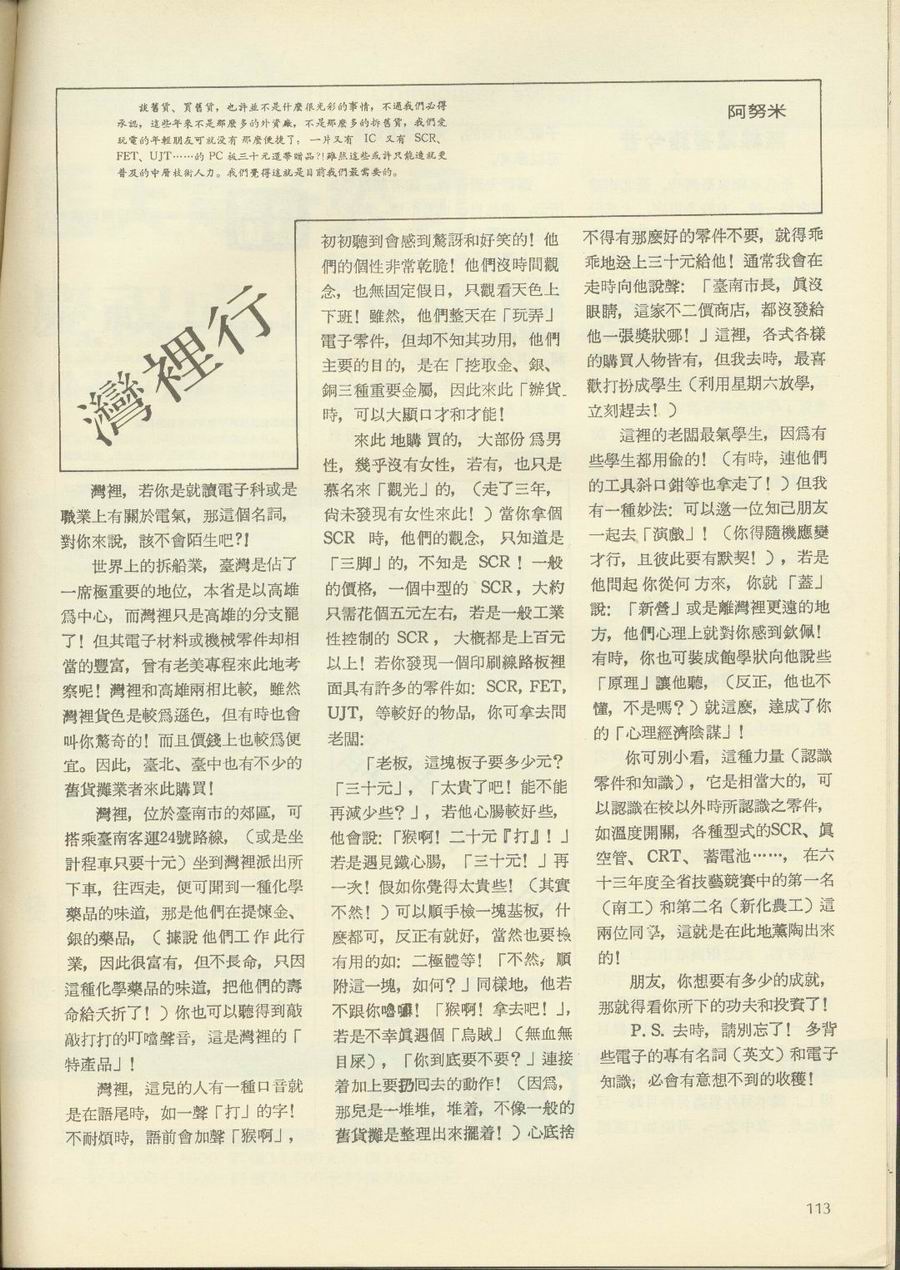 談舊貨、買舊貨，也許並不是什麼很光彩的事情，不過我們必得
承認，這些年來不是那麼多的外資廠，不是那麼多的拆舊貨，我們愛
玩電的年輕朋友可就沒有那麼便捷了；一片又有 IC 又有 SCR、
FET、UJT……的 PC 板三十元還帶贈品?!雖然這些或許只能造就更
普及的中層技術人力。我們覺得這就是目前我們最需要的。
阿努米
灣裡行
灣裡，若你是就讀電子科或是
職業上有關於電氣，那這個名詞，
對你來說，該不會陌生吧?!
世界上的拆船業，臺灣是佔了
一席極重要的地位，本省是以高雄
爲中心，而灣裡只是高雄的分支罷
了！但其電子材料或機械零件却相
當的豐富，曾有老美專程來此地考
察呢！灣裡和高雄兩相比較，雖然
灣裡貨色是較爲遜色，但有時也會
叫你驚奇的！而且價錢上也較爲便
宜。因此，臺北、臺中也有不少的
舊貨攤業者來此購買！
灣裡，位於臺南市的郊區，可
搭乘臺南客運24號路線，（或是坐
計程車只要十元）坐到灣裡派出所
下車，往西走，便可聞到一種化學
藥品的味道，那是他們在提煉金、
銀的藥品，（據說他們工作此行
業，因此很富有，但不長命，只因
這種化學藥品的味道，把他們的壽
命給夭折了！）你也可以聽得到敲
敲打打的叮噹聲音，這是灣裡的「
特產品」！
灣裡，這兒的人有一種口音就
是在語尾時，如一聲「打」的字！
不耐煩時，語前會加聲「猴啊」，
初初聽到會感到驚訝和好笑的！他
們的個性非常乾脆！他們沒時間觀
念，也無固定假日，只觀看天色上
下班！雖然，他們整天在「玩弄」
電子零件，但却不知其功用，他們
主要的目的，是在「挖取金、銀、
銅三種重要金屬，因此來此「辦貨
時，可以大顯口才和才能！
來此地購買的，大部份爲男
性，幾乎沒有女性，若有，也只是
慕名來「觀光」的，（走了三年，
尙未發現有女性來此！）當你拿個
SCR 時，他們的觀念，只知道是
「三脚」的，不知是 SCR！一般
的價格，一個中型的 SCR，大約
只需花個五元左右，若是一般工業
性控制的 SCR，大概都是上百元
以上！若你發現一個印刷線路板裡
面具有許多的零件如：SCR, FET,
UJT，等較好的物品，你可拿去問
老闆：
「老板，這塊板子要多少元？
「三十元」，「太貴了吧！能不能
再減少些？」，若他心腸較好些，
他會說：「猴啊！二十元『打』！」
若是遇見鐵心腸，「三十元！」再
一次！假如你覺得太貴些！（其實
不然！）可以順手檢一塊基板，什
麼都可，反正有就好，當然也要檢
有用的如：二極體等！「不然，順
附這一塊，如何？」同樣地，他若
不跟你嚕囌！「猴啊！拿去吧！」，
若是不幸眞遇個「烏賊」（無血無
目屎），「你到底要不要？」連接
着加上要扔回去的動作！（因爲，
那兒是一堆堆，堆着，不像一般的
舊貨攤是整理出來擺着！）心底捨
不得有那麼好的零件不要，就得乖
乖地送上三十元給他！通常我會在
走時向他說聲：「臺南市長，眞沒
眼睛，這家不二價商店，都沒發給
他一張獎狀哪！」這裡，各式各樣
的購買人物皆有，但我去時，最喜
歡打扮成學生（利用星期六放學，
立刻趕去！）
這裡的老闆最氣學生，因爲有
些學生都用偸的！（有時，連他們
的工具斜口鉗等也拿走了！）但我
有一種妙法：可以邀一位知己朋友
一起去「演戲」！（你得隨機應變
才行，且彼此要有默契！），若是
他問起你從何方來，你就「蓋」
說：「新營」或是離灣裡更遠的地
方，他們心理上就對你感到欽佩！
有時，你也可裝成飽學狀向他說些
「原理」讓他聽，（反正，他也不
懂，不是嗎？）就這麼，達成了你
的「心理經濟陰謀」！
你可別小看，這種力量（認識
零件和知識），它是相當大的，可
以認識在校以外時所認識之零件，
如溫度開關，各種型式的SCR、眞
空管、CRT、蓄電池……，在六
十三年度全省技藝競賽中的第一名
（南工）和第二名（新化農工）這
兩位同學，這就是在此地薰陶出來
的！
朋友，你想要有多少的成就，
那就得看你所下的功夫和投資了！
P.S. 去時，請別忘了！多背
些電子的專有名詞（英文）和電子
知識，必會有意想不到的收穫！
113